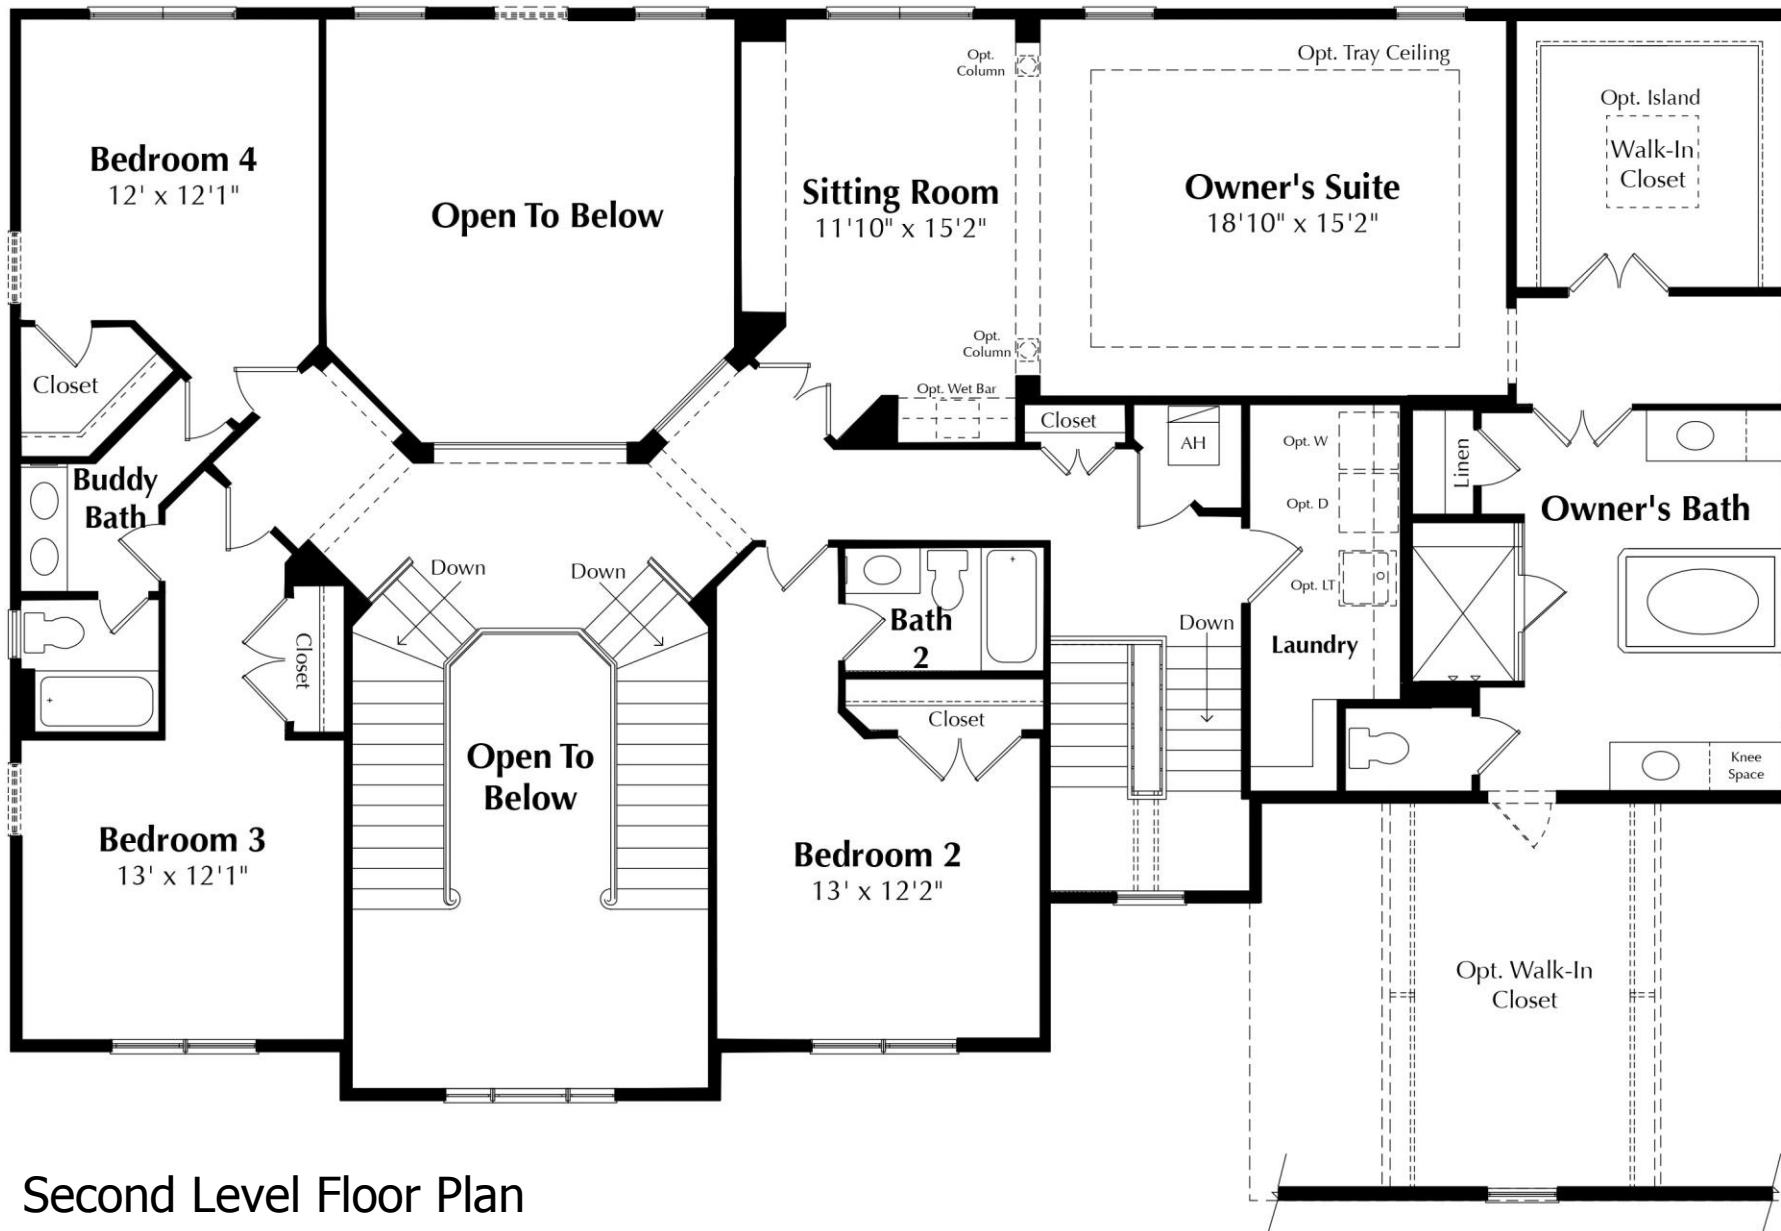 Opt. Tray Ceiling
Opt.
Column
Opt. Island
Walk-In
Closet
Bedroom 4
12' x 12'1"
Open To Below
Sitting Room
11'10" x 15'2"
Owner's Suite
18'10" x 15'2"
Opt.
Column
Closet
Opt. Wet Bar
Closet
AH
Opt. W
Linen
Buddy
Bath
Opt. D
Owner's Bath
Down
Down
Opt. LT
Bath
2
Down
Laundry
Closet
Closet
Open To
Below
Knee
Space
Bedroom 3
13' x 12'1"
Bedroom 2
13' x 12'2"
Opt. Walk-In
Closet
Second Level Floor Plan